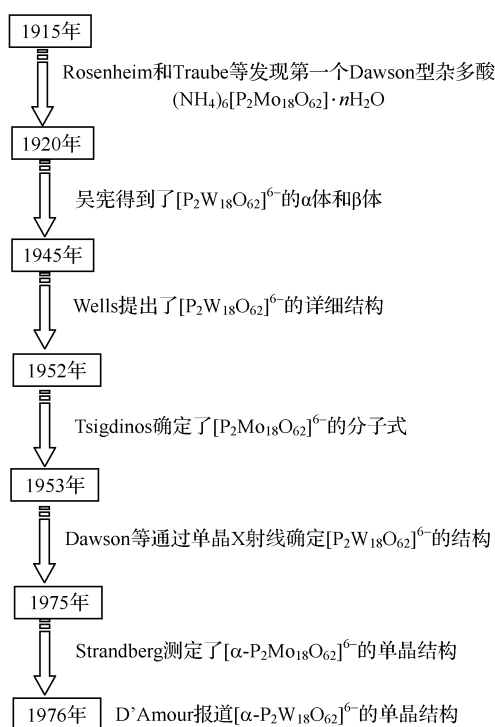 1915年
Rosenheim和Traube等发现第一个Dawson型杂多酸
(NH₄)₆[P₂Mo₁₈O₆₂]·nH₂O
1920年
吴宪得到了[P₂W₁₈O₆₂]⁶⁻的α体和β体
1945年
Wells提出了[P₂W₁₈O₆₂]⁶⁻的详细结构
1952年
Tsigdinos确定了[P₂Mo₁₈O₆₂]⁶⁻的分子式
1953年
Dawson等通过单晶X射线确定[P₂W₁₈O₆₂]⁶⁻的结构
1975年
Strandberg测定了[α-P₂Mo₁₈O₆₂]⁶⁻的单晶结构
1976年 D’Amour报道[α-P₂W₁₈O₆₂]⁶⁻的单晶结构